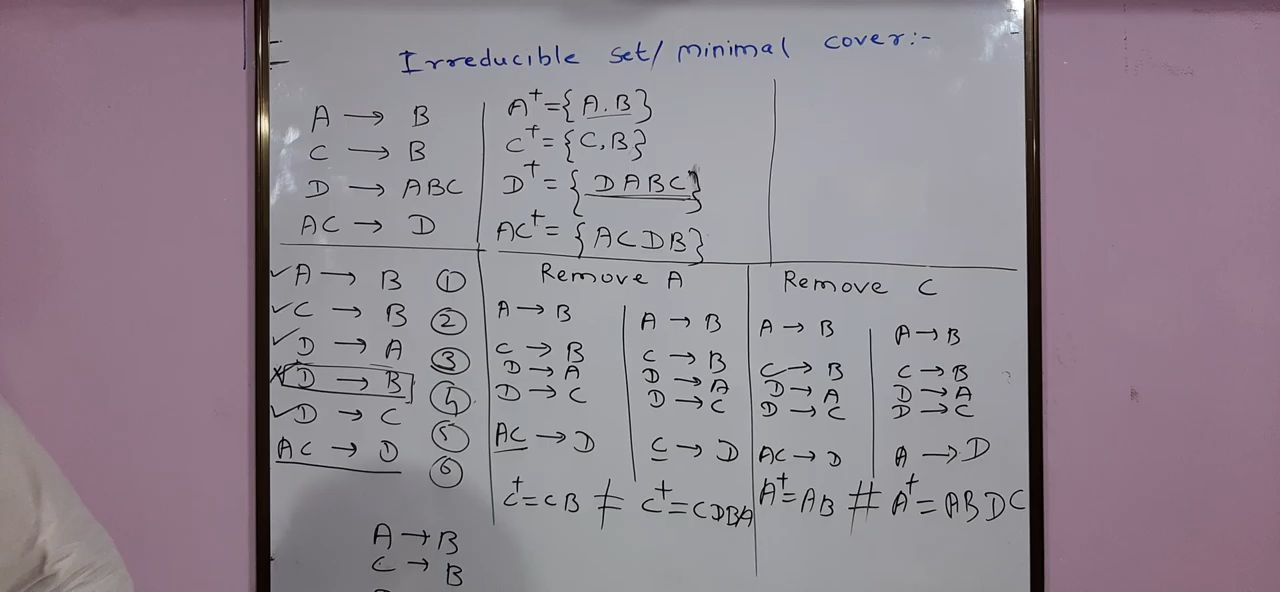 Irreducible set/ minimal cover:-
A → B
C → B
D → ABC
AC → D
A⁺={A.B}
C⁺={C,B}
D⁺={DABC}
AC⁺={ACDB}
✓A → B ①
✓C → B ②
✓D → A ③
×D → B ④
✓D → C ⑤
AC → D ⑥
A → B
C → B
Remove A
A → B
C → B
D → A
D → C
AC → D
C⁺=CB ≠
A → B
C → B
D → A
D → C
C → D
C⁺=CDBA
Remove C
A → B
C → B
D → A
D → C
AC → D
A⁺=AB ≠
A → B
C → B
D → A
D → C
A → D
A⁺=ABDC